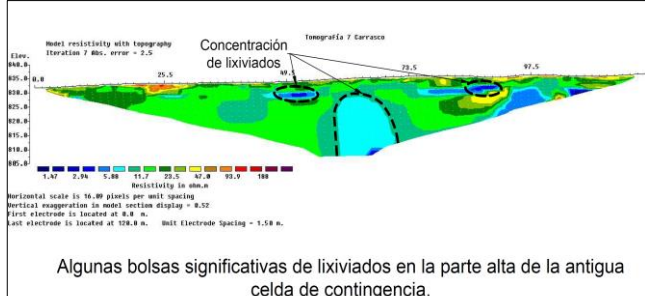 Model resistivity with topography
Iteration 7 Abs. error = 2.5
Tomografía 7 Carrasco
Concentración
de lixiviados
Elev.
840.0
835.0
830.0
825.0
820.0
815.0
810.0
805.0
0.0
25.5
49.5
73.5
97.5
1.47 2.94 5.88 11.7 23.5 47.0 93.9 188
Resistivity in ohm.m
Horizontal scale is 16.09 pixels per unit spacing
Vertical exaggeration in model section display = 0.52
First electrode is located at 0.0 m.
Last electrode is located at 120.0 m. Unit Electrode Spacing = 1.50 m.
Algunas bolsas significativas de lixiviados en la parte alta de la antigua
celda de contingencia.